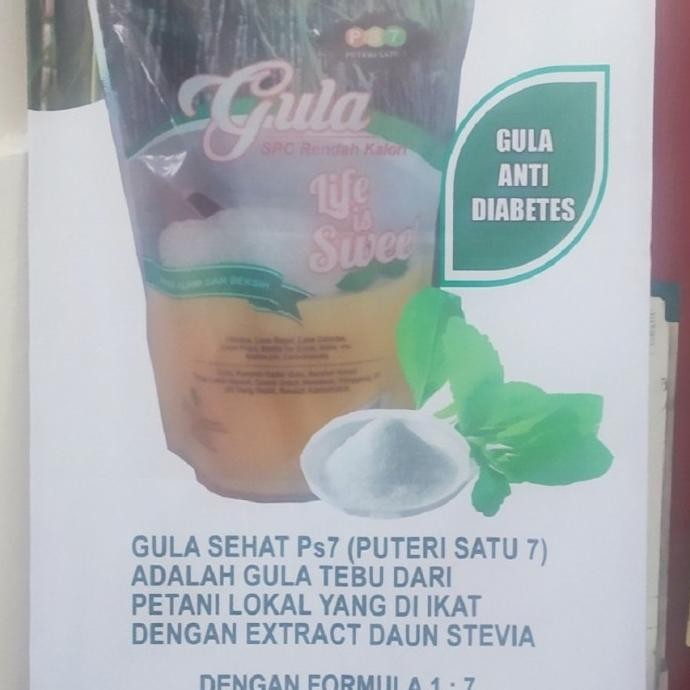 PS7
PUTERI SATU
Gula
SPC Rendah Kalori
Life
is
Sweet
GULA
ANTI
DIABETES
GULA SEHAT Ps7 (PUTERI SATU 7)
ADALAH GULA TEBU DARI
PETANI LOKAL YANG DI IKAT
DENGAN EXTRACT DAUN STEVIA
DENGAN FORMULA 1 : 7